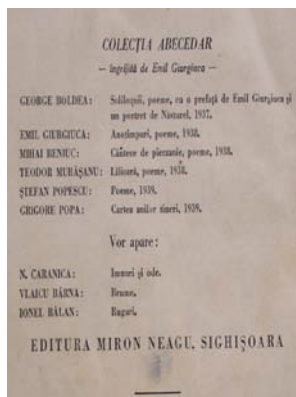 COLECȚIA ABECEDAR
— îngrijită de Emil Giurgiuca —
GEORGE BOLDEA: Soliloquii, poeme, cu o prefață de Emil Giurgiuca și
un portret de Năsturel, 1937.
EMIL GIURGIUCA: Anotimpuri, poeme, 1938.
MIHAI BENIUC: Cântece de pierzanie, poeme, 1938.
TEODOR MURĂȘANU: Lilioară, poeme, 1938.
ȘTEFAN POPESCU: Poeme, 1939.
GRIGORE POPA: Cartea anilor tineri, 1939.
Vor apare:
N. CARANICA: Imnuri și ode.
VLAICU BÂRNA: Brume.
IONEL BĂLAN: Ruguri.
EDITURA MIRON NEAGU, SIGHIȘOARA